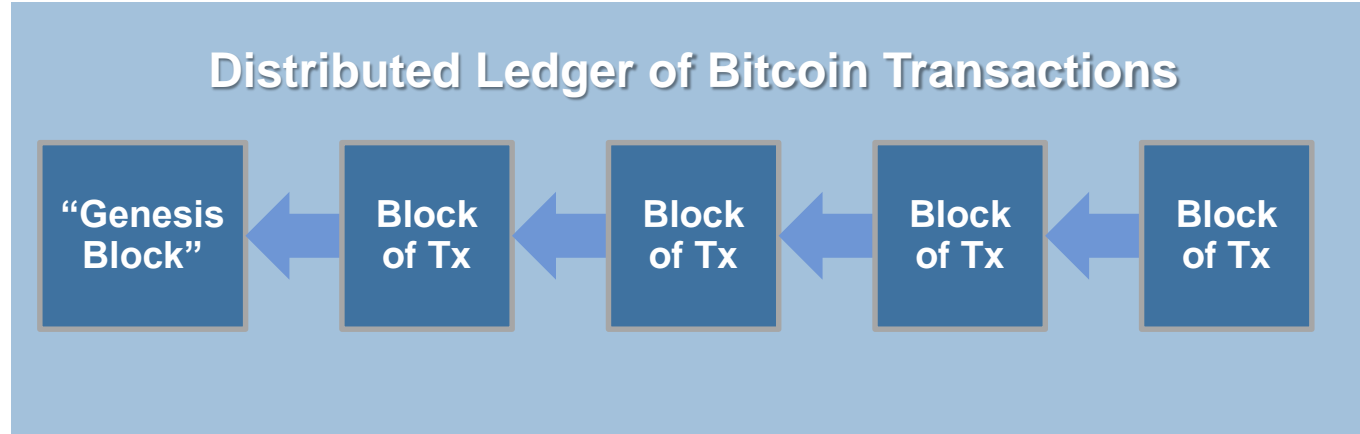 Distributed Ledger of Bitcoin Transactions
“Genesis
Block”
Block
of Tx
Block
of Tx
Block
of Tx
Block
of Tx